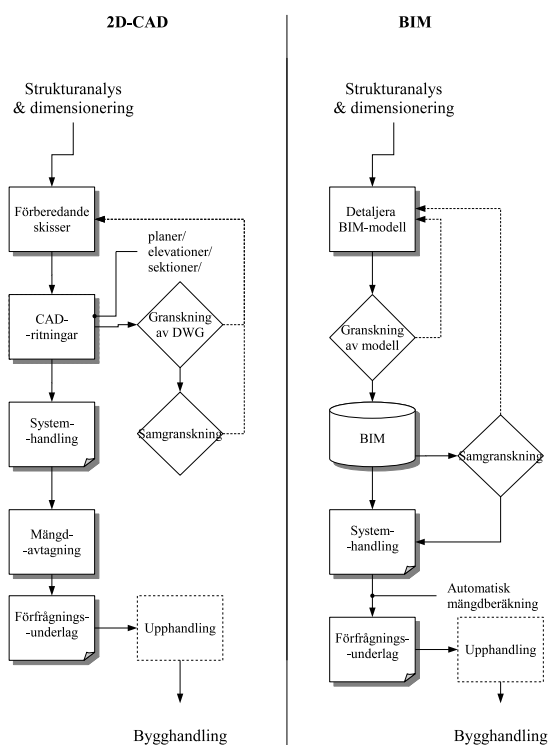 2D-CAD
Strukturanalys
& dimensionering
Förberedande
skisser
planer/
elevationer/
sektioner/
CAD-
-ritningar
Granskning
av DWG
System-
-handling
Samgranskning
Mängd-
-avtagning
Förfrågnings-
-underlag
Upphandling
Bygghandling
BIM
Strukturanalys
& dimensionering
Detaljera
BIM-modell
Granskning
av modell
BIM
Samgranskning
System-
-handling
Automatisk
mängdberäkning
Förfrågnings-
-underlag
Upphandling
Bygghandling